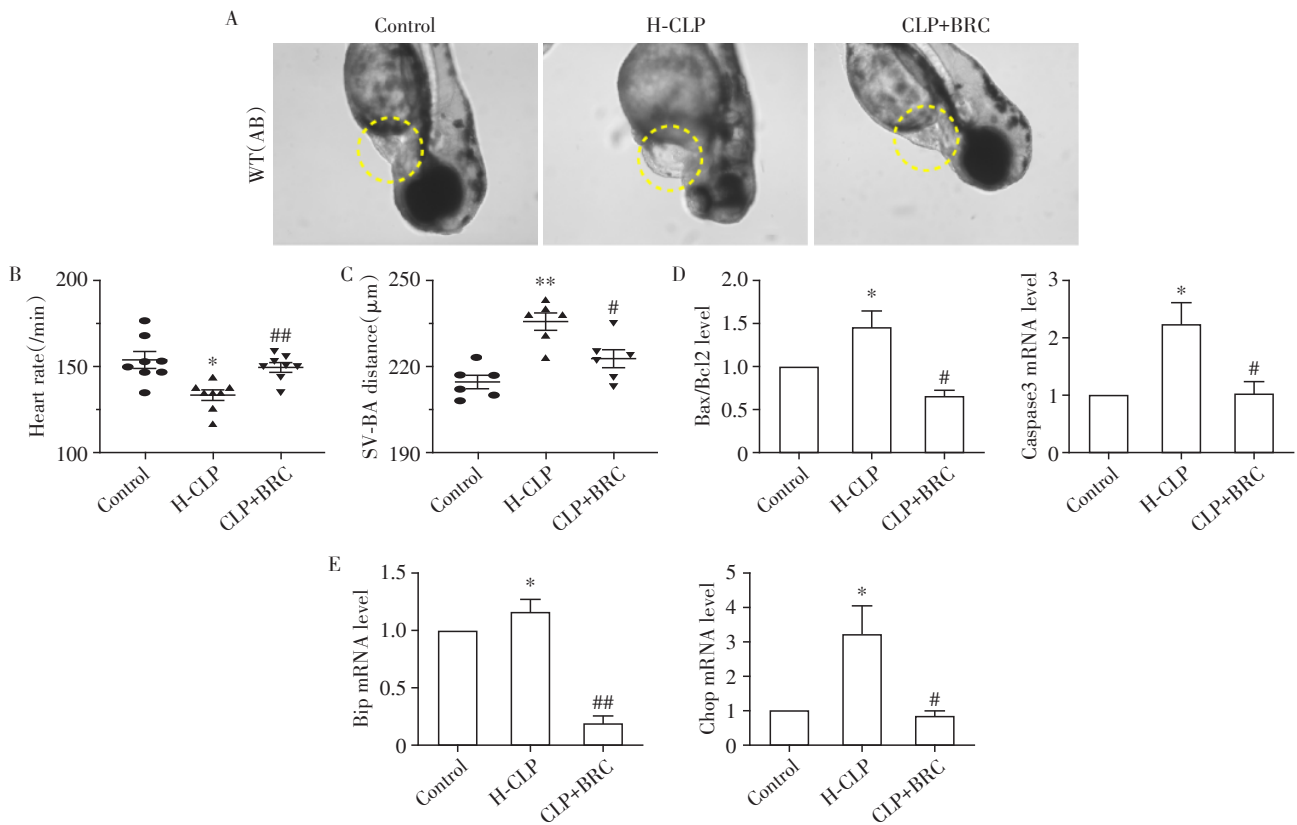 A
Control
H-CLP
CLP+BRC
WT(AB)
B
Heart rate(/min)
200
150
100
*
##
Control
H-CLP
CLP+BRC
C
SV-BA distance(μm)
250
220
190
**
#
Control
H-CLP
CLP+BRC
D
Bax/Bcl2 level
2.0
1.5
1.0
0.5
0
*
#
Control
H-CLP
CLP+BRC
Caspase3 mRNA level
3
2
1
0
*
#
Control
H-CLP
CLP+BRC
E
Bip mRNA level
1.5
1.0
0.5
0
*
##
Control
H-CLP
CLP+BRC
Chop mRNA level
5
4
3
2
1
0
*
#
Control
H-CLP
CLP+BRC